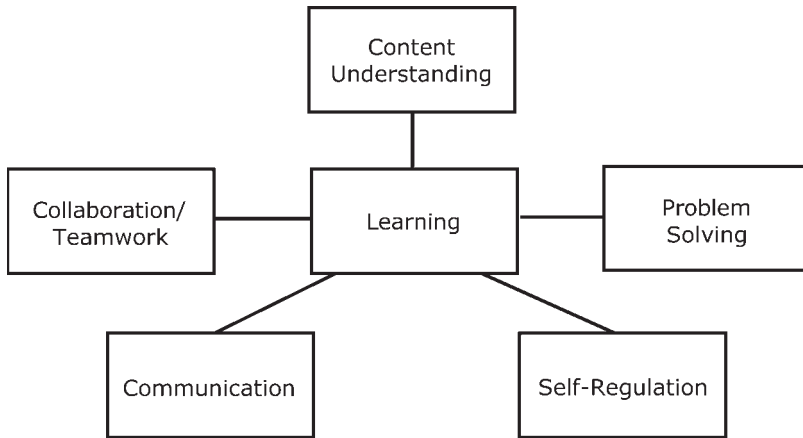 Content
Understanding
Collaboration/
Teamwork
Learning
Problem
Solving
Communication
Self-Regulation